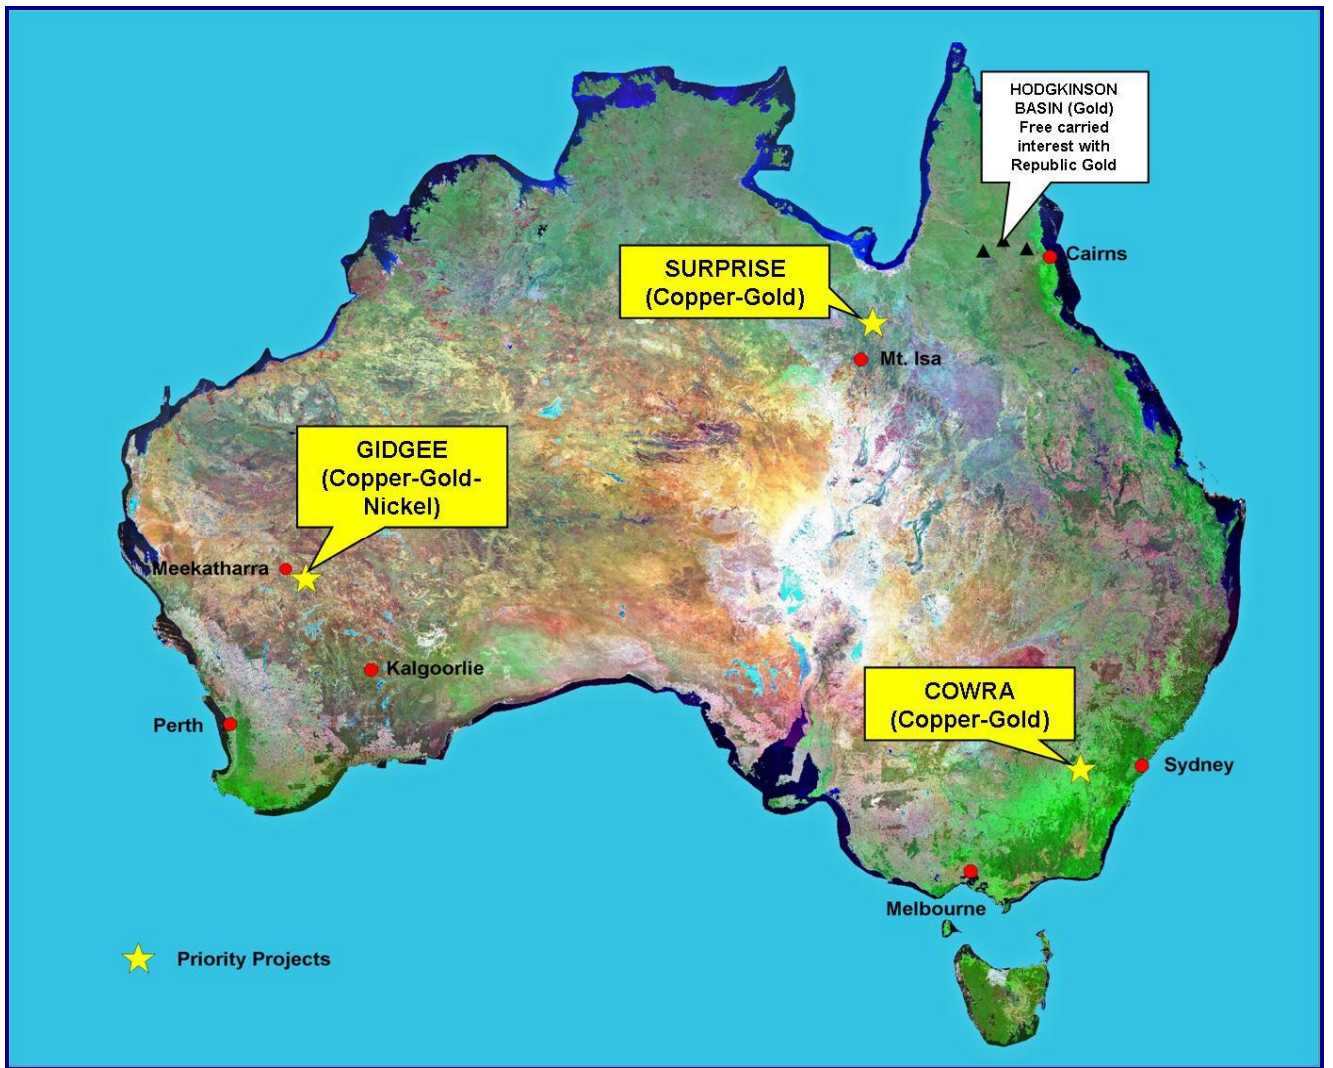 HODGKINSON
BASIN (Gold)
Free carried
interest with
Republic Gold
Cairns
SURPRISE
(Copper-Gold)
Mt. Isa
GIDGEE
(Copper-Gold-
Nickel)
Meekatharra
Kalgoorlie
Perth
COWRA
(Copper-Gold)
Sydney
Melbourne
Priority Projects